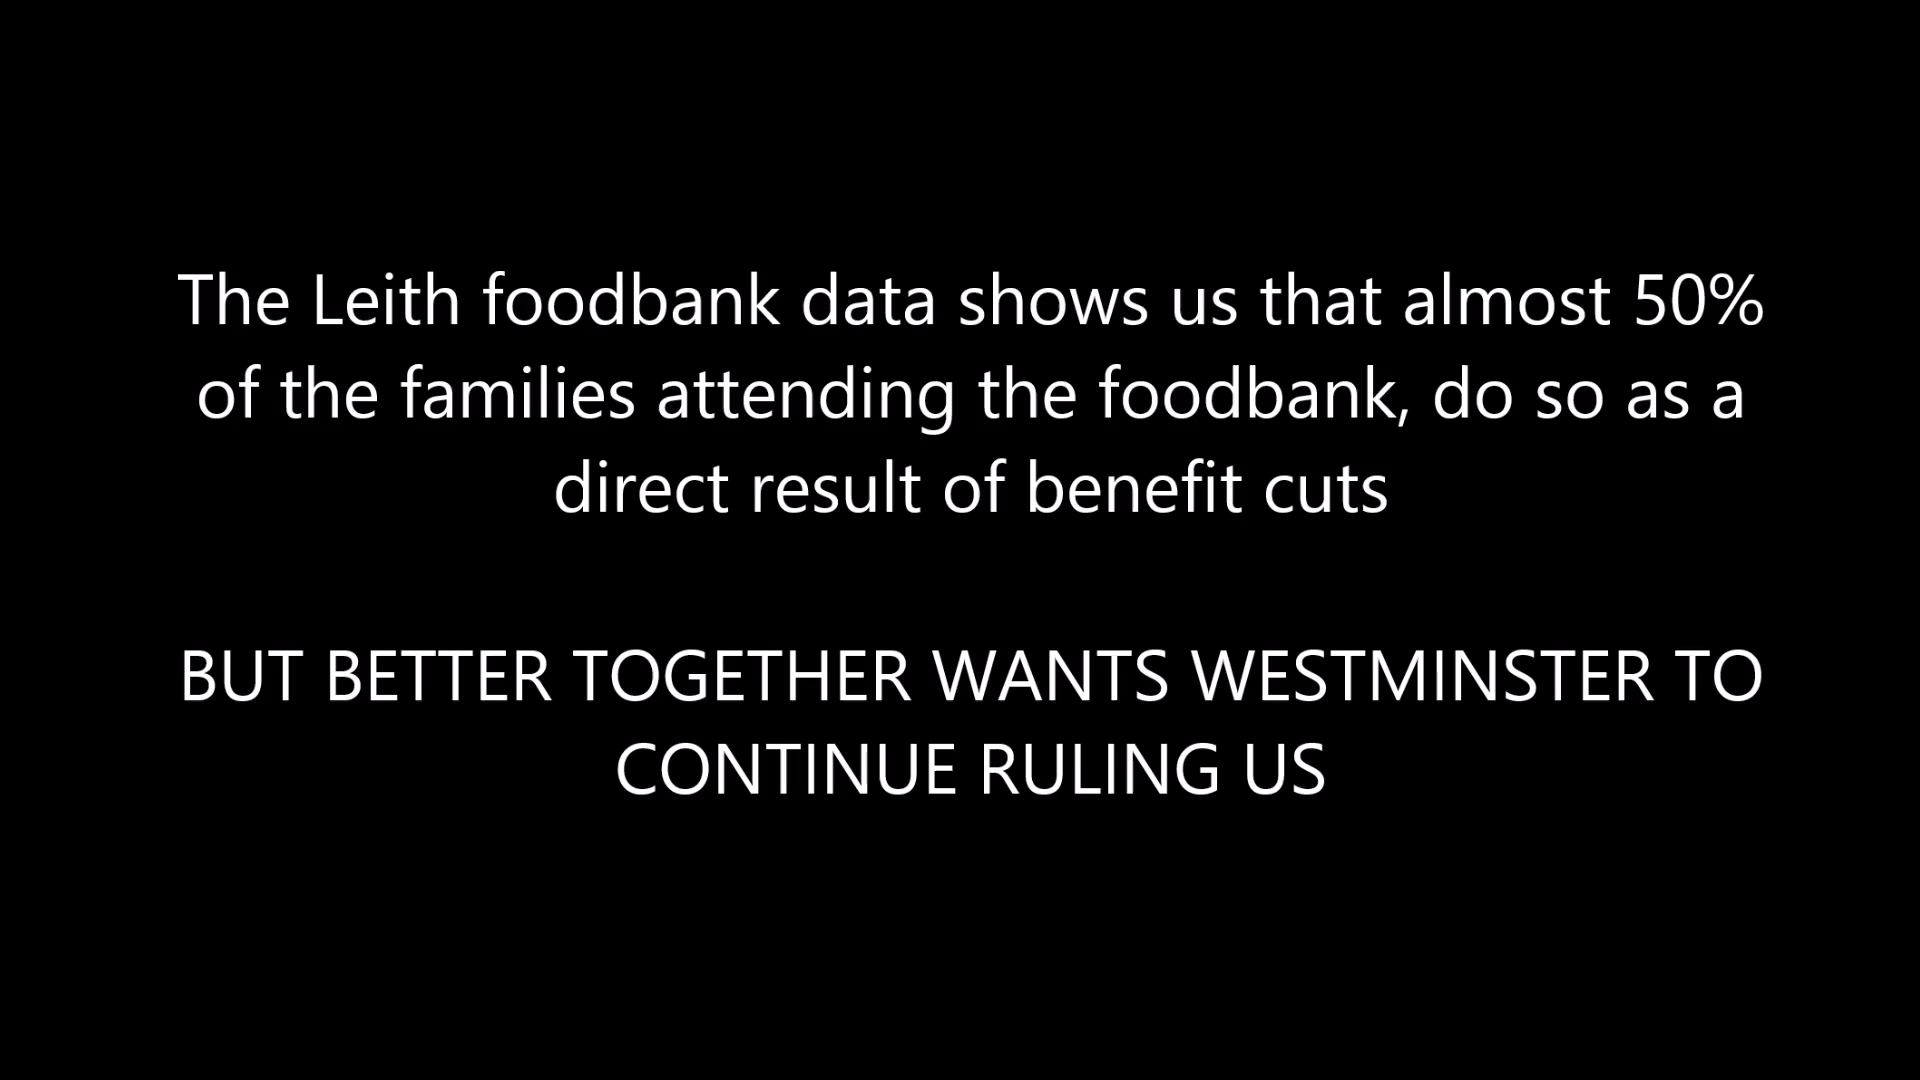 The Leith foodbank data shows us that almost 50%
of the families attending the foodbank, do so as a
direct result of benefit cuts
BUT BETTER TOGETHER WANTS WESTMINSTER TO
CONTINUE RULING US